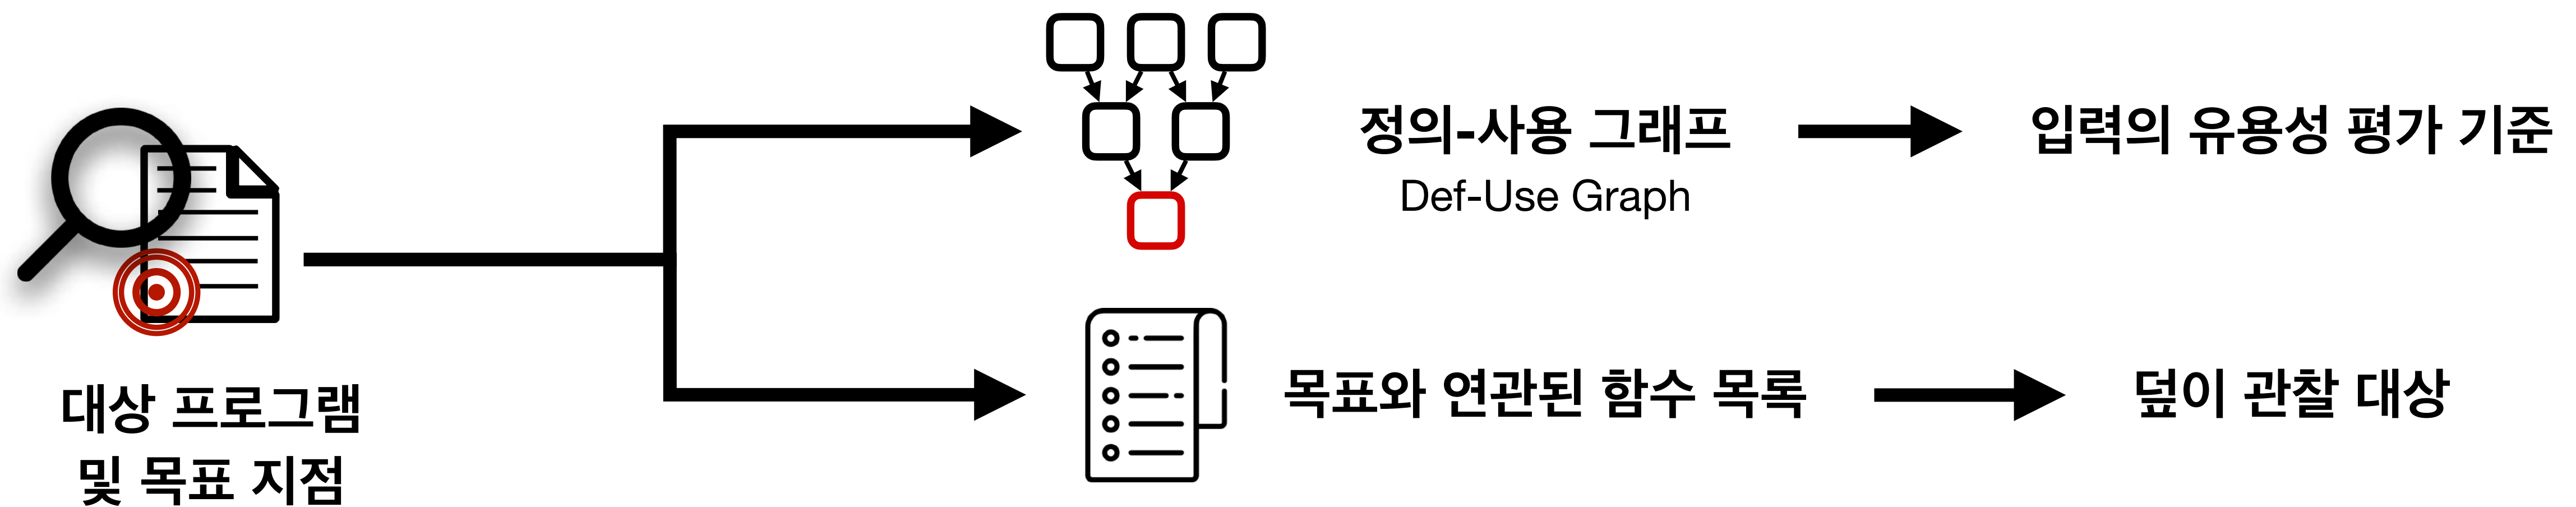 대상 프로그램
및 목표 지점
정의-사용 그래프
Def-Use Graph
입력의 유용성 평가 기준
목표와 연관된 함수 목록
덮이 관찰 대상